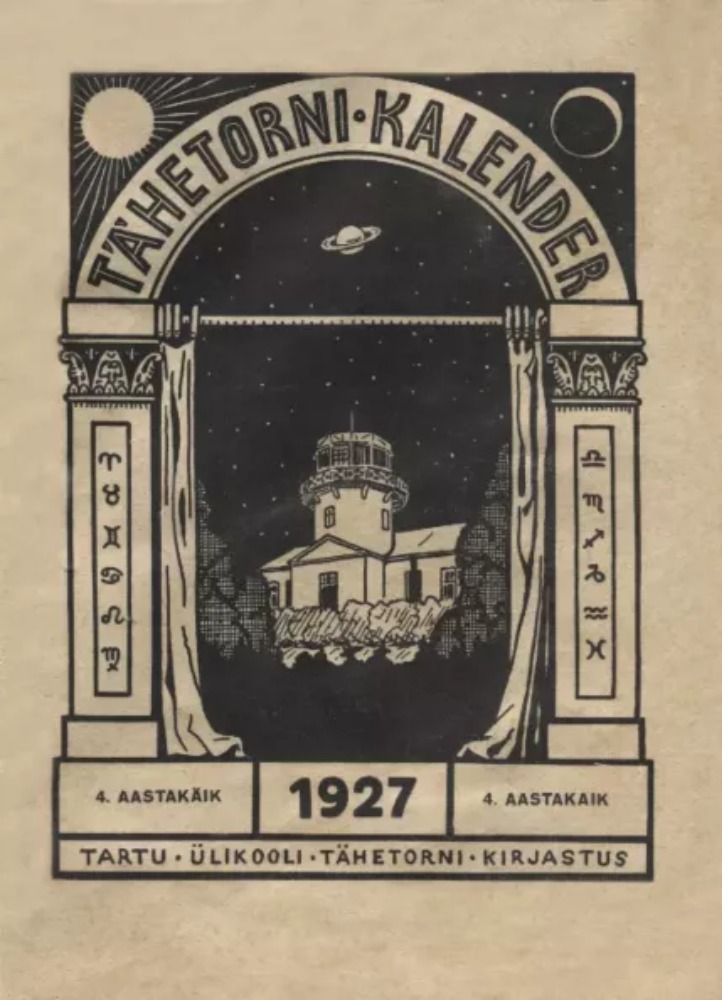 TÄHETORNI·KALENDER
♈ ♎
♉ ♏
♊ ♐
♋ ♑
♌ ♒
♍ ♓
4. AASTAKÄIK 1927 4. AASTAKAIK
TARTU·ÜLIKOOLI·TÄHETORNI·KIRJASTUS